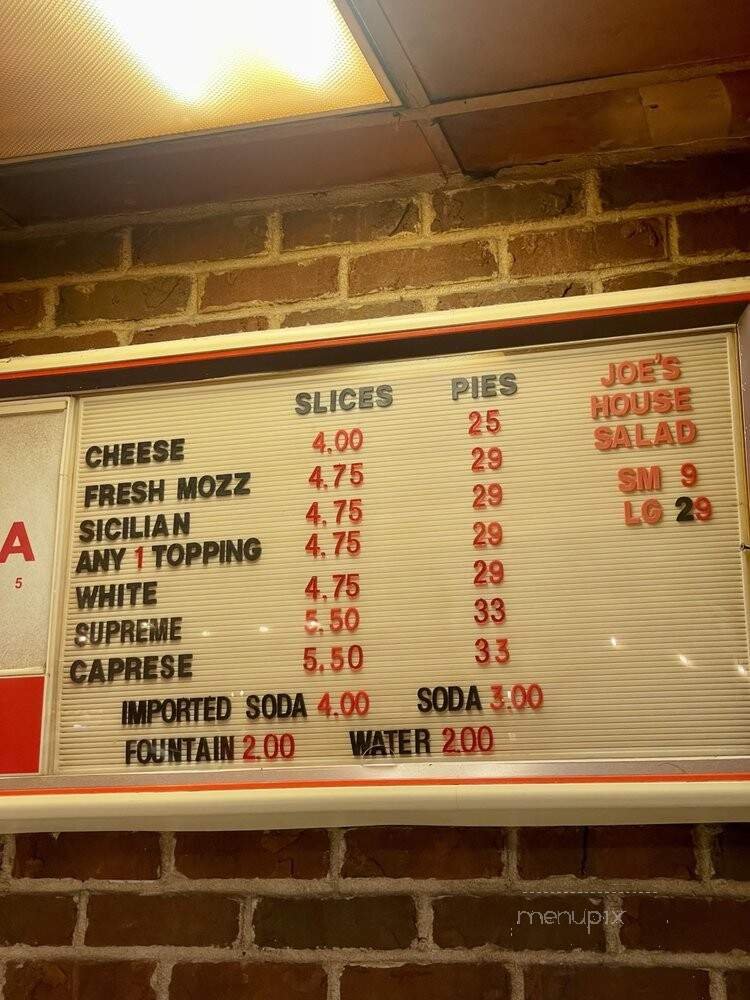 SLICES PIES
CHEESE 4.00 25
FRESH MOZZ 4.75 29
SICILIAN 4.75 29
ANY 1 TOPPING 4.75 29
WHITE 4.75 29
SUPREME 5.50 33
CAPRESE 5.50 33
IMPORTED SODA 4.00 SODA 3.00
FOUNTAIN 2.00 WATER 2.00
JOE'S
HOUSE
SALAD
SM 9
LG 29
A
5
menupix